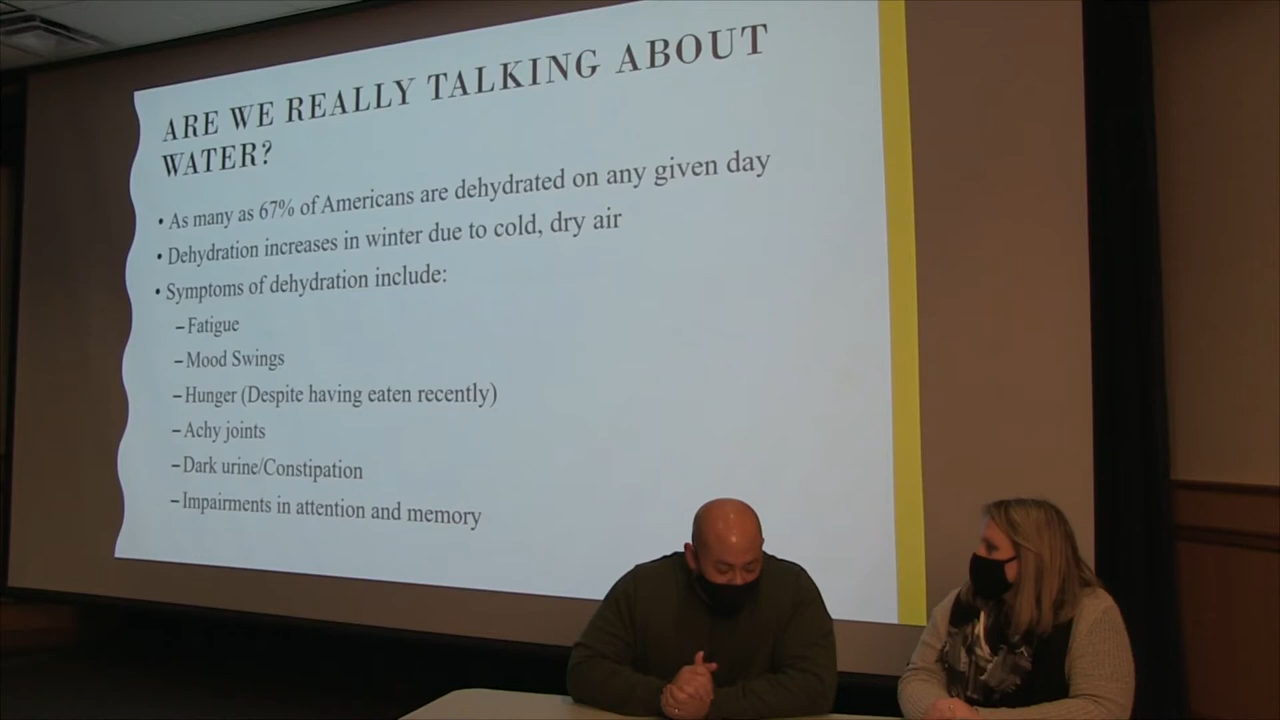 ARE WE REALLY TALKING ABOUT
WATER?
• As many as 67% of Americans are dehydrated on any given day
• Dehydration increases in winter due to cold, dry air
• Symptoms of dehydration include:
–Fatigue
–Mood Swings
–Hunger (Despite having eaten recently)
–Achy joints
–Dark urine/Constipation
–Impairments in attention and memory